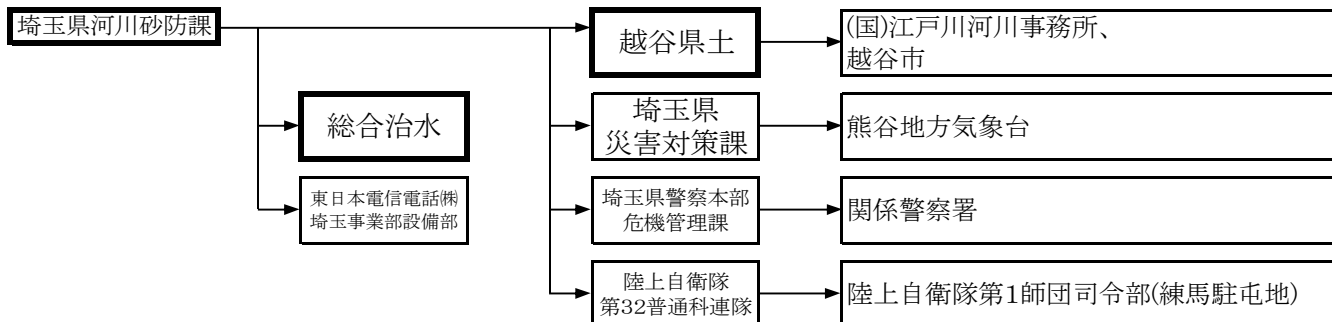 埼玉県河川砂防課
越谷県土
(国)江戸川河川事務所、
越谷市
総合治水
埼玉県
災害対策課
熊谷地方気象台
東日本電信電話㈱
埼玉事業部設備部
埼玉県警察本部
危機管理課
関係警察署
陸上自衛隊
第32普通科連隊
陸上自衛隊第1師団司令部(練馬駐屯地)